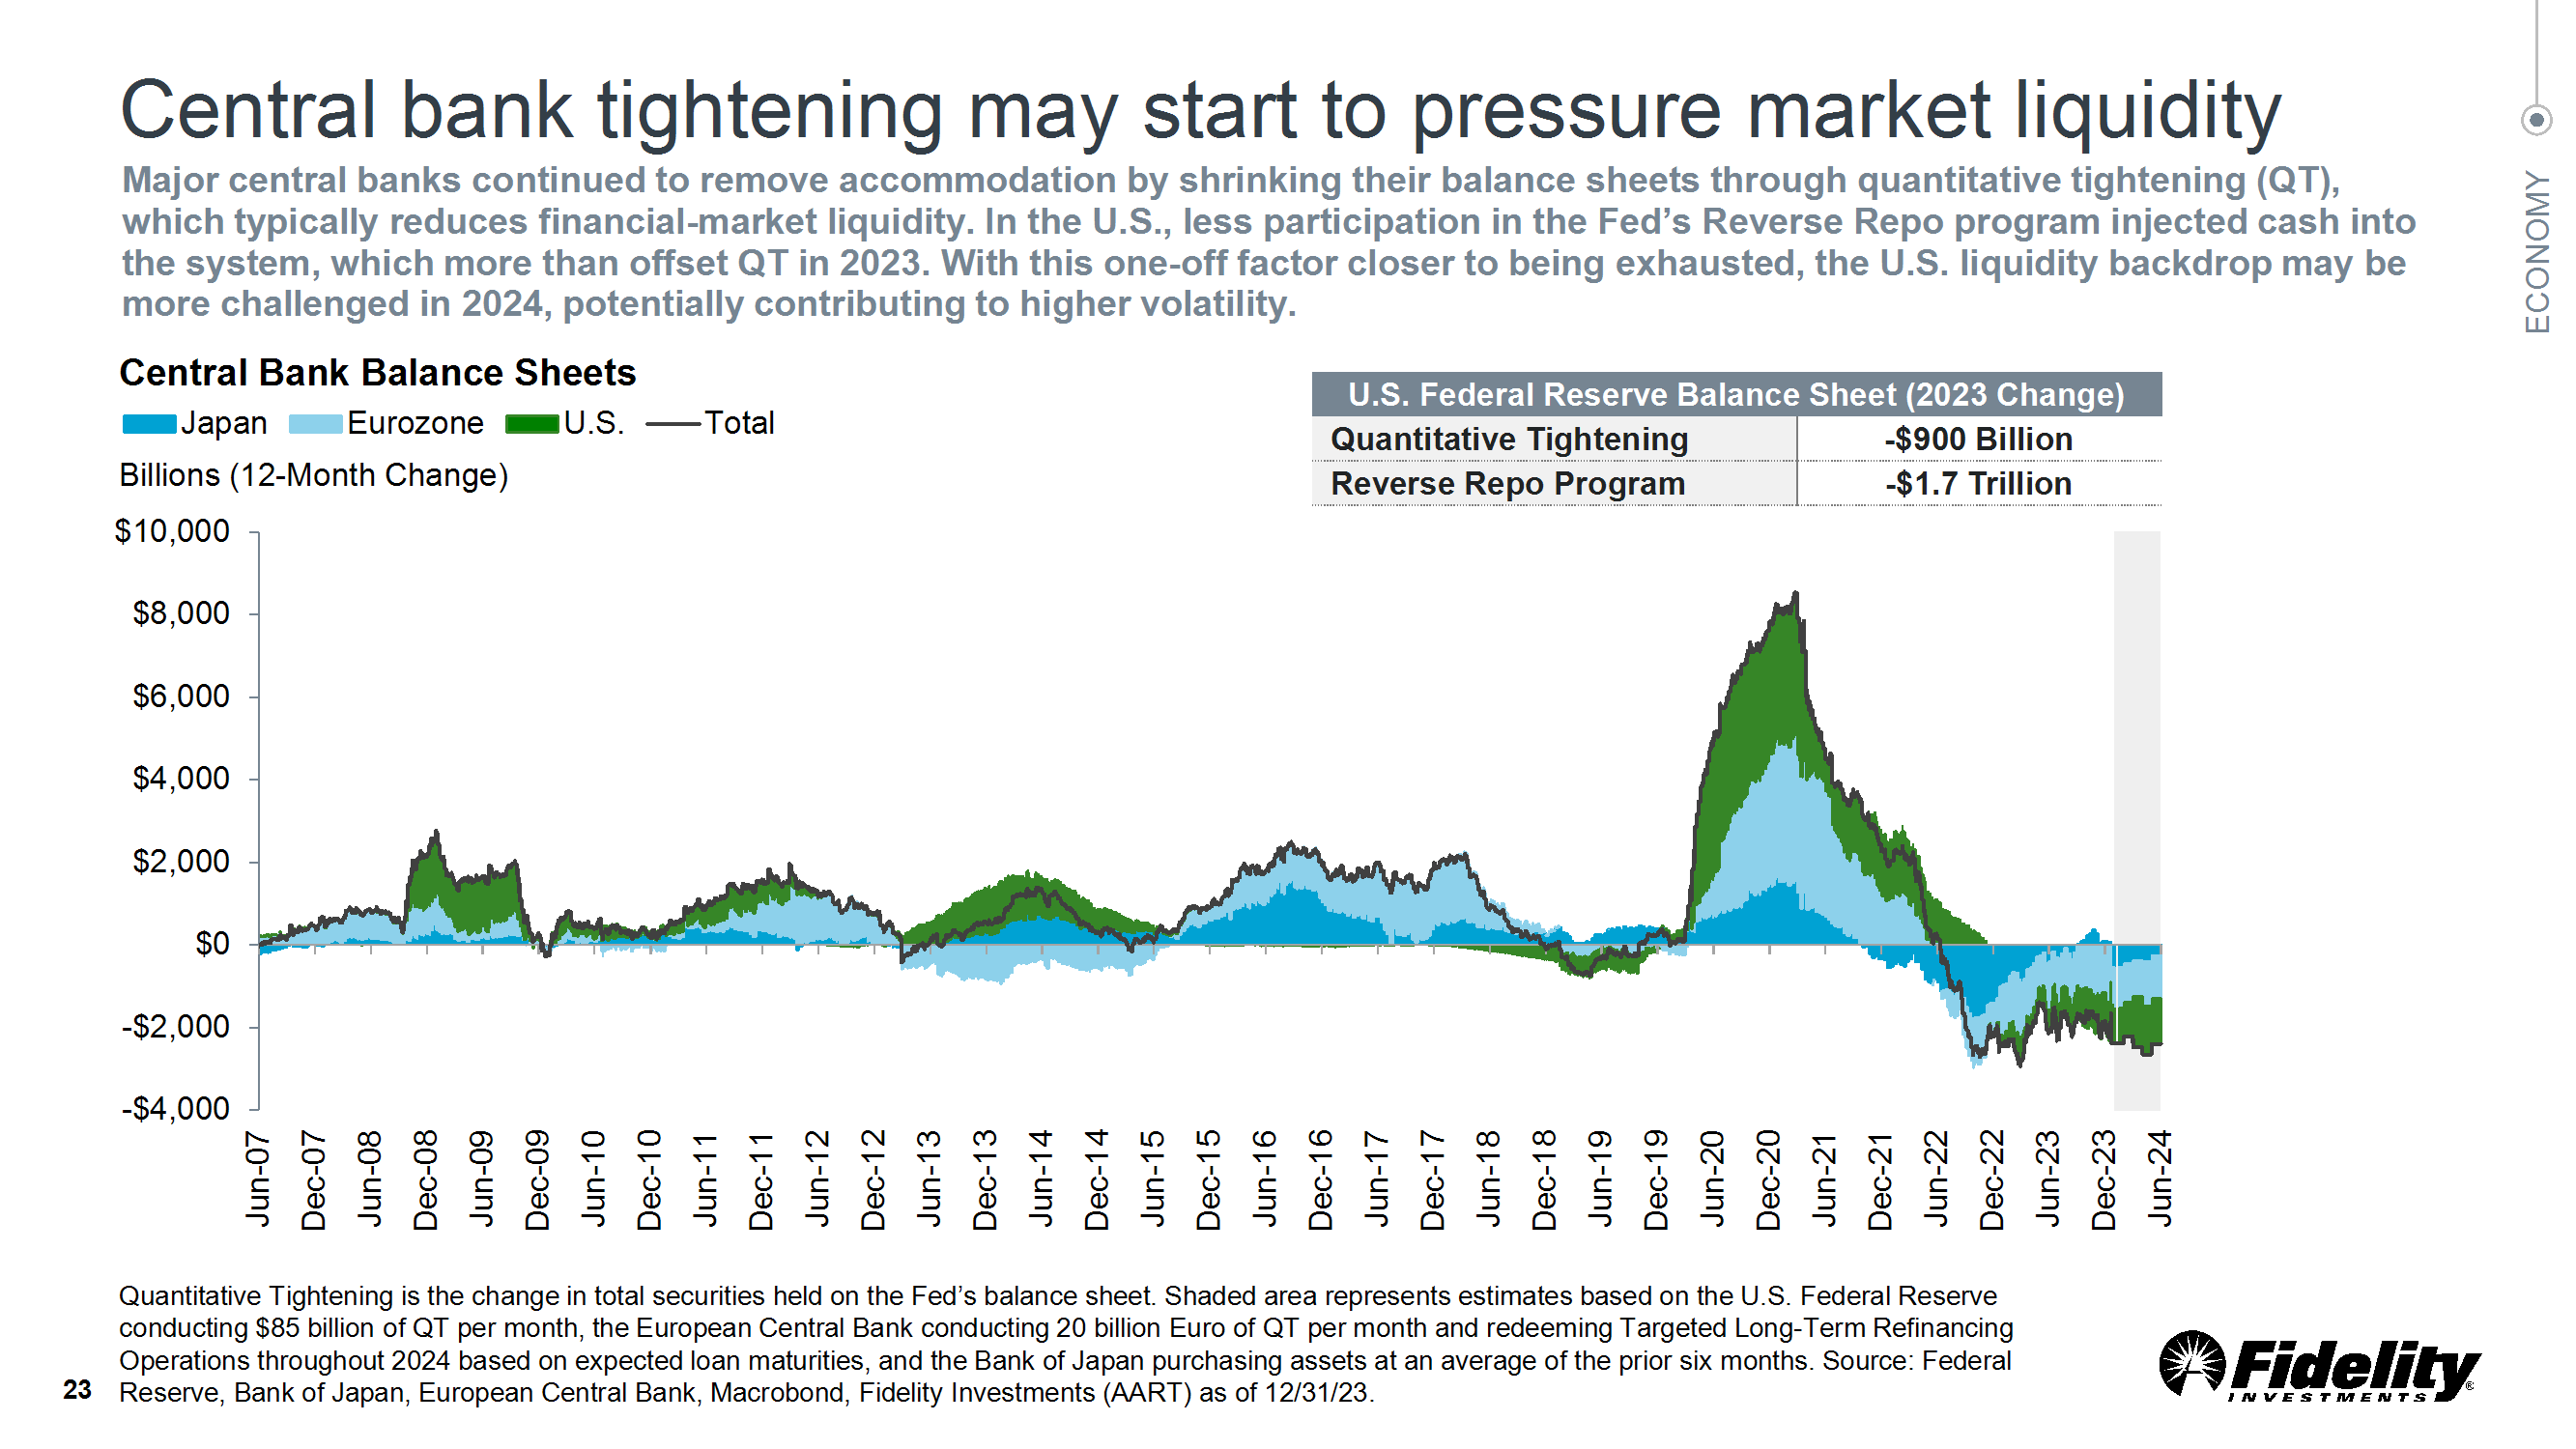 Central bank tightening may start to pressure market liquidity
Major central banks continued to remove accommodation by shrinking their balance sheets through quantitative tightening (QT),
which typically reduces financial-market liquidity. In the U.S., less participation in the Fed’s Reverse Repo program injected cash into
the system, which more than offset QT in 2023. With this one-off factor closer to being exhausted, the U.S. liquidity backdrop may be
more challenged in 2024, potentially contributing to higher volatility.
ECONOMY
Central Bank Balance Sheets
Japan Eurozone U.S. Total
Billions (12-Month Change)
U.S. Federal Reserve Balance Sheet (2023 Change)
Quantitative Tightening -$900 Billion
Reverse Repo Program -$1.7 Trillion
$10,000
$8,000
$6,000
$4,000
$2,000
$0
-$2,000
-$4,000
Jun-07
Dec-07
Jun-08
Dec-08
Jun-09
Dec-09
Jun-10
Dec-10
Jun-11
Dec-11
Jun-12
Dec-12
Jun-13
Dec-13
Jun-14
Dec-14
Jun-15
Dec-15
Jun-16
Dec-16
Jun-17
Dec-17
Jun-18
Dec-18
Jun-19
Dec-19
Jun-20
Dec-20
Jun-21
Dec-21
Jun-22
Dec-22
Jun-23
Dec-23
Jun-24
Quantitative Tightening is the change in total securities held on the Fed’s balance sheet. Shaded area represents estimates based on the U.S. Federal Reserve
conducting $85 billion of QT per month, the European Central Bank conducting 20 billion Euro of QT per month and redeeming Targeted Long-Term Refinancing
Operations throughout 2024 based on expected loan maturities, and the Bank of Japan purchasing assets at an average of the prior six months. Source: Federal
Reserve, Bank of Japan, European Central Bank, Macrobond, Fidelity Investments (AART) as of 12/31/23.
23
Fidelity®
INVESTMENTS